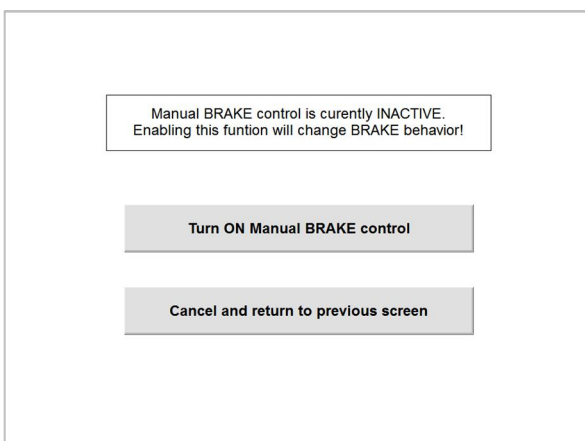 Manual BRAKE control is curently INACTIVE.
Enabling this funtion will change BRAKE behavior!
Turn ON Manual BRAKE control
Cancel and return to previous screen